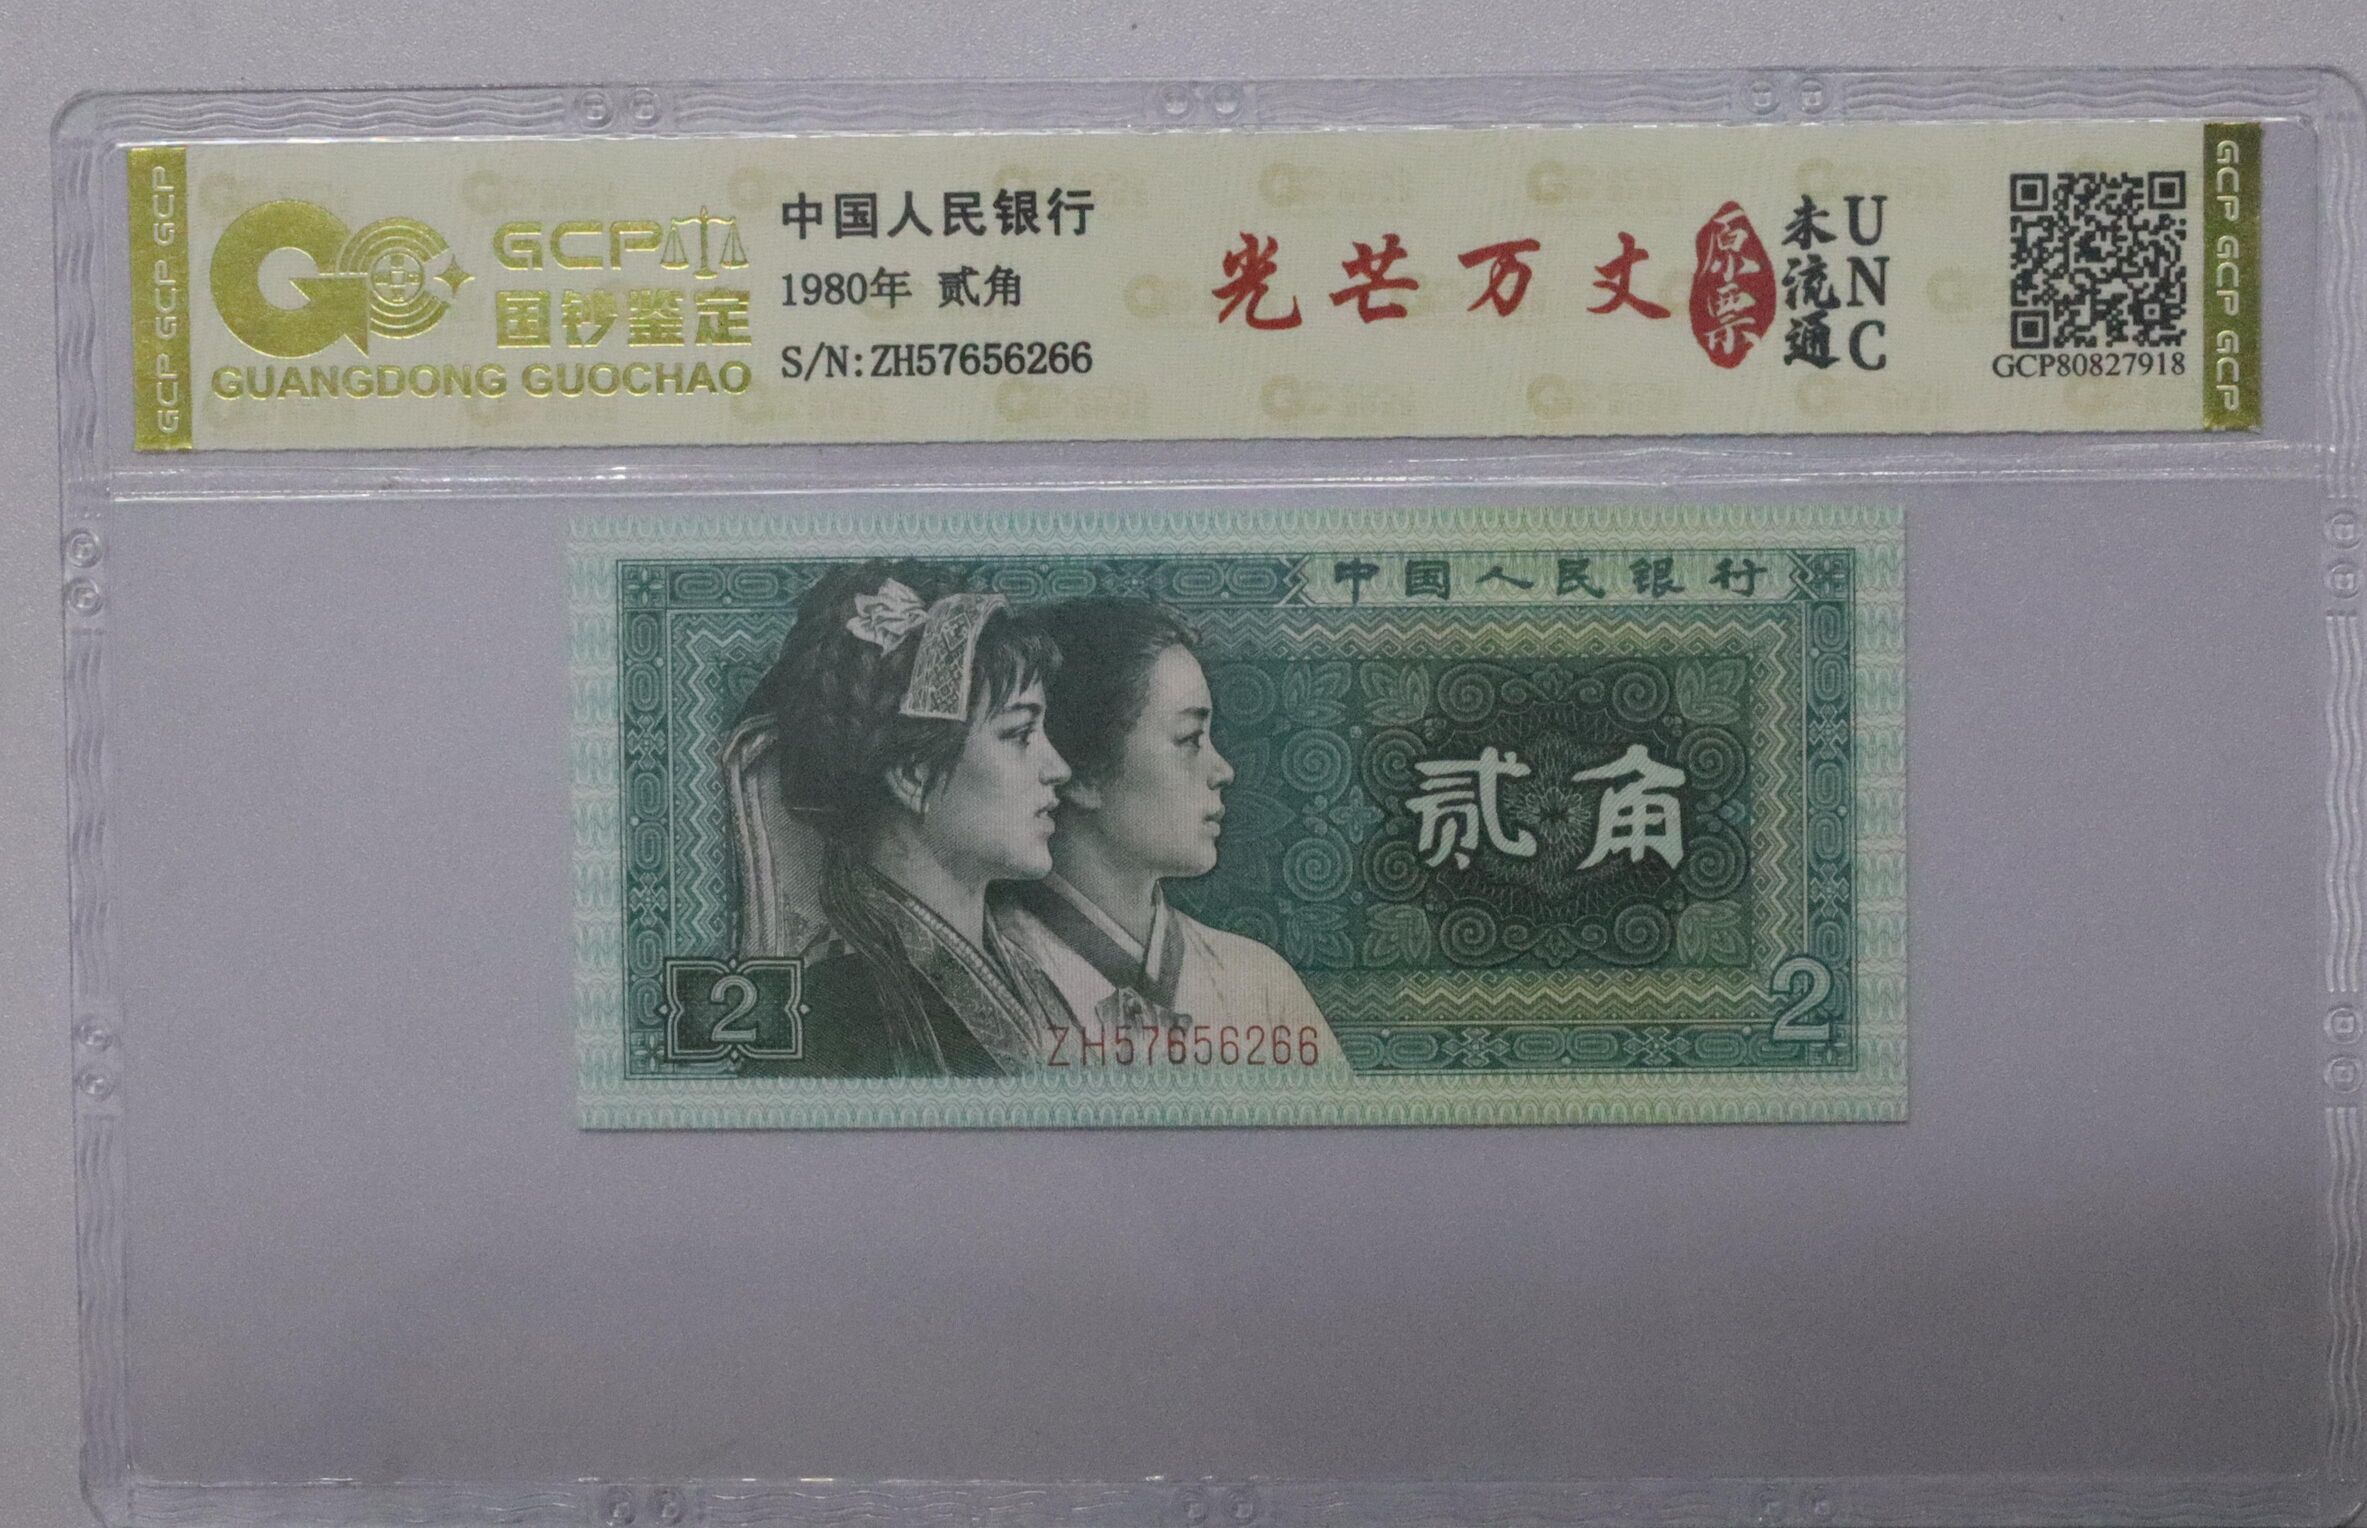 GCP GCP GCP
GCP
国钞鉴定
GUANGDONG GUOCHAO
中国人民银行
1980年 贰角
S/N:ZH57656266
光芒万丈
原票
未流通
UNC
GCP80827918
GCP GCP GCP
中国人民银行
贰角
2
2
ZH57656266